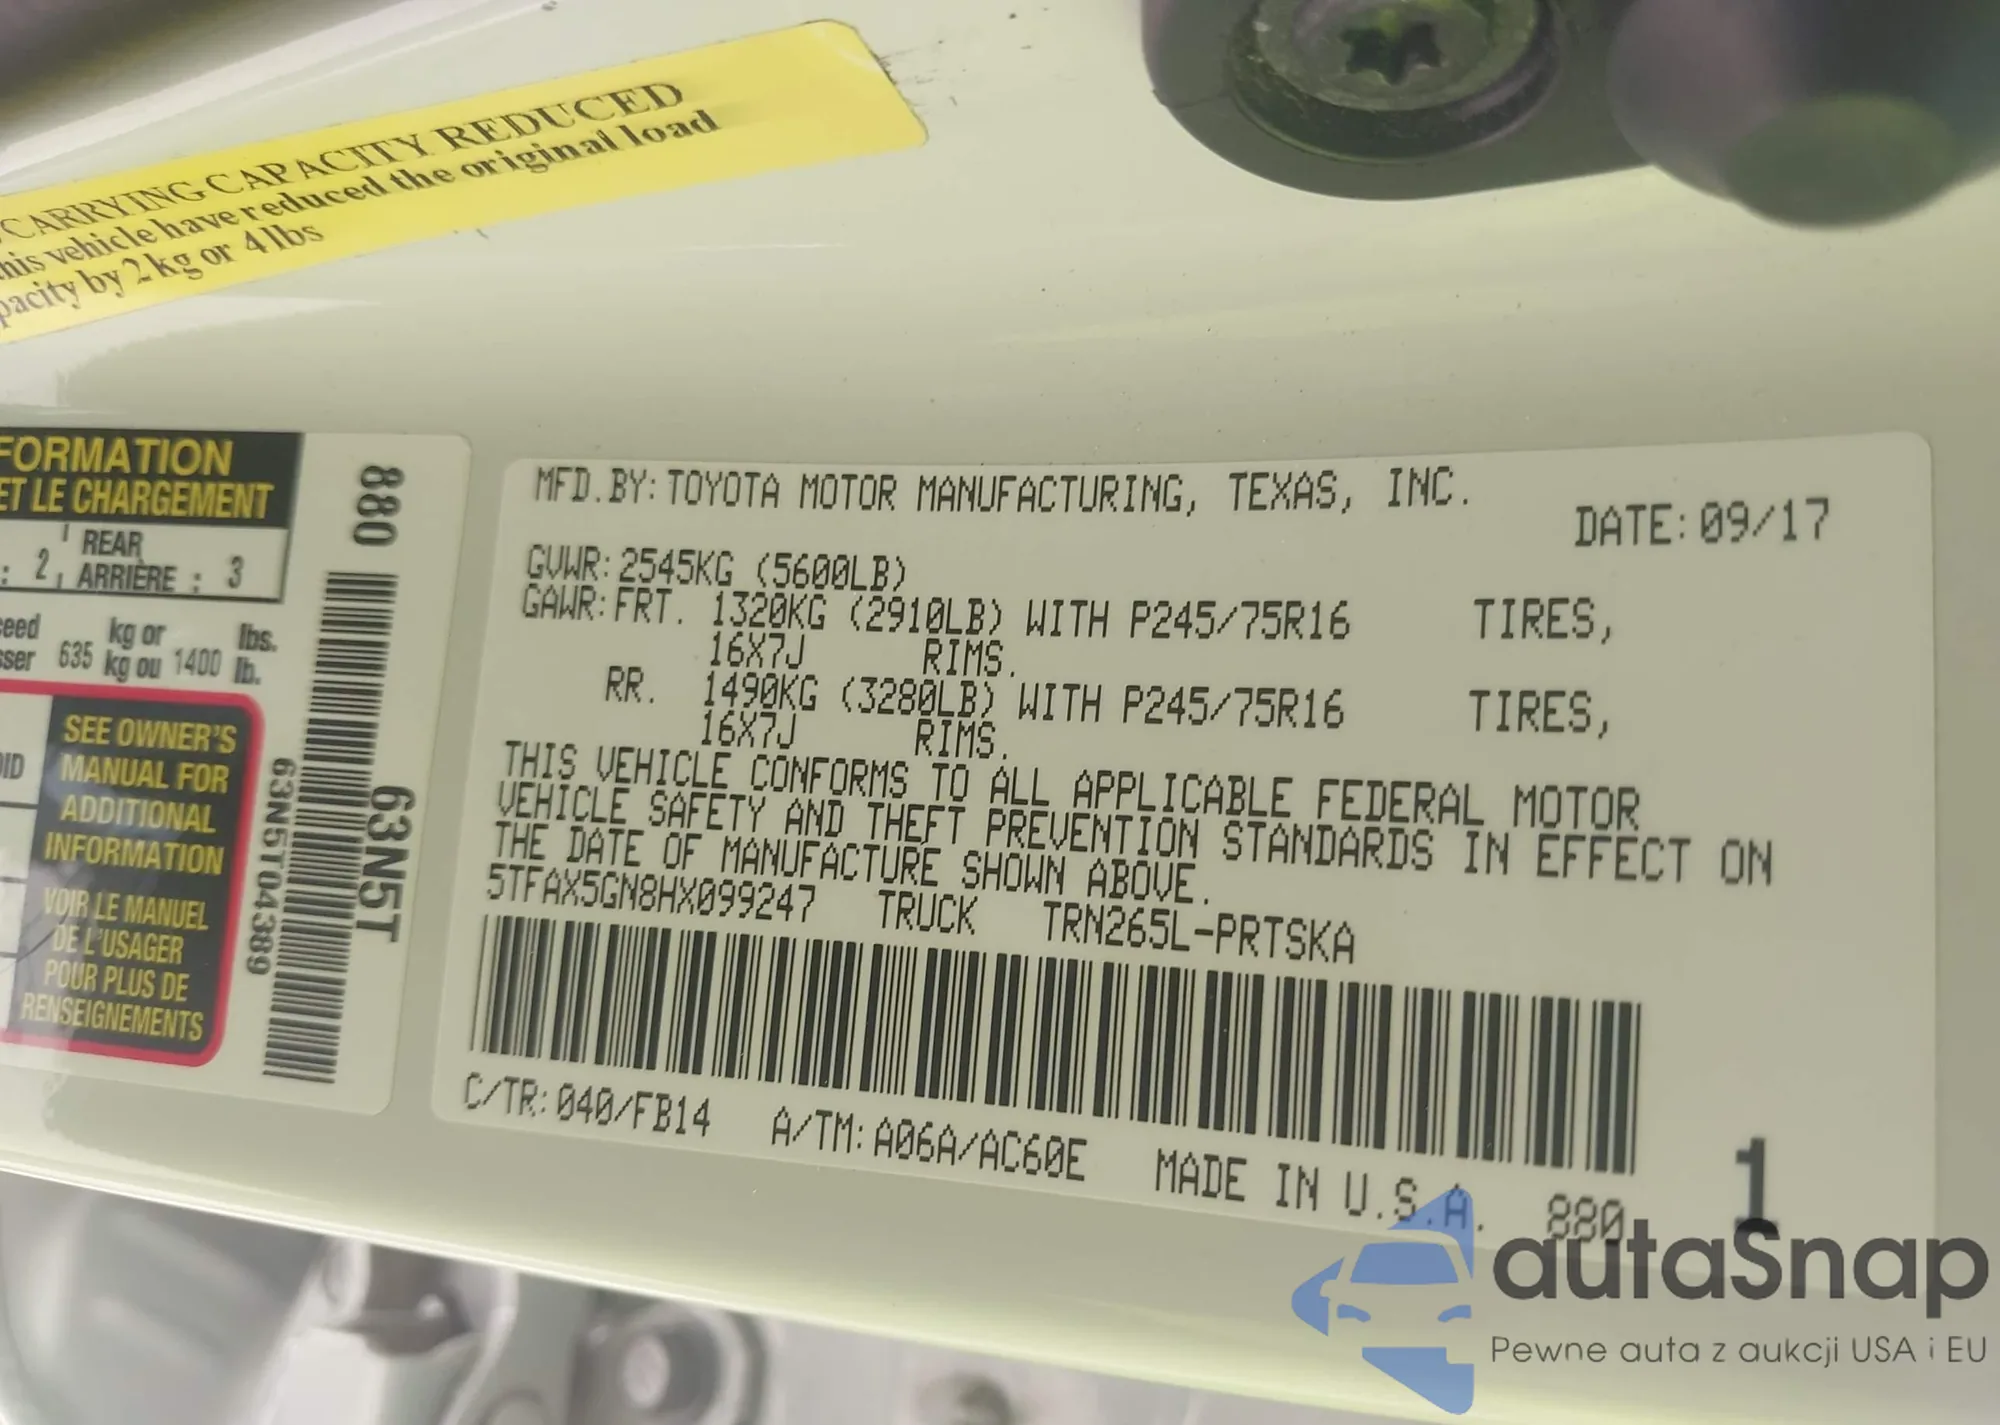 CARRYING CAPACITY REDUCED
this vehicle have reduced the original load
pacity by 2 kg or 4 lbs
FORMATION
ET LE CHARGEMENT
: 2, REAR
ARRIÈRE : 3
kg or lbs.
635 kg ou 1400 lb.
SEE OWNER'S
MANUAL FOR
ADDITIONAL
INFORMATION
VOIR LE MANUEL
DE L'USAGER
POUR PLUS DE
RENSEIGNEMENTS
880
63N5T
63N5T04389
MFD.BY: TOYOTA MOTOR MANUFACTURING, TEXAS, INC.
DATE: 09/17
GVWR: 2545KG (5600LB)
GAWR: FRT. 1320KG (2910LB) WITH P245/75R16 TIRES,
16X7J RIMS.
RR. 1490KG (3280LB) WITH P245/75R16 TIRES,
16X7J RIMS.
THIS VEHICLE CONFORMS TO ALL APPLICABLE FEDERAL MOTOR
VEHICLE SAFETY AND THEFT PREVENTION STANDARDS IN EFFECT ON
THE DATE OF MANUFACTURE SHOWN ABOVE.
5TFAX5GN8HX099247 TRUCK TRN265L-PRTSKA
C/TR: 040/FB14 A/TM: A06A/AC60E MADE IN U.S.A. 880
1
autaSnap
Pewne auta z aukcji USA i EU